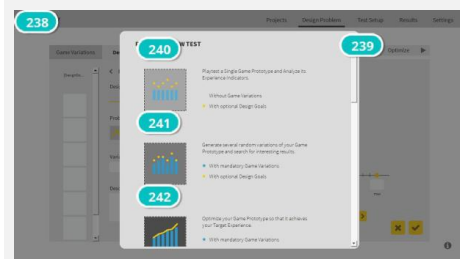 238
Projects
Design Problem
Test Setup
Results
Settings
240
W TEST
239
Game Variations
Optimize
Playtest a Single Game Prototype and Analyze its
Experience Indicators.
Without Game Variations
With optional Design Goals
241
Generate several random variations of your Game
Prototype and search for interesting results.
With mandatory Game Variations
With optional Design Goals
242
Optimize your Game Prototype so that it achieves
your Target Experience.
With mandatory Game Variations